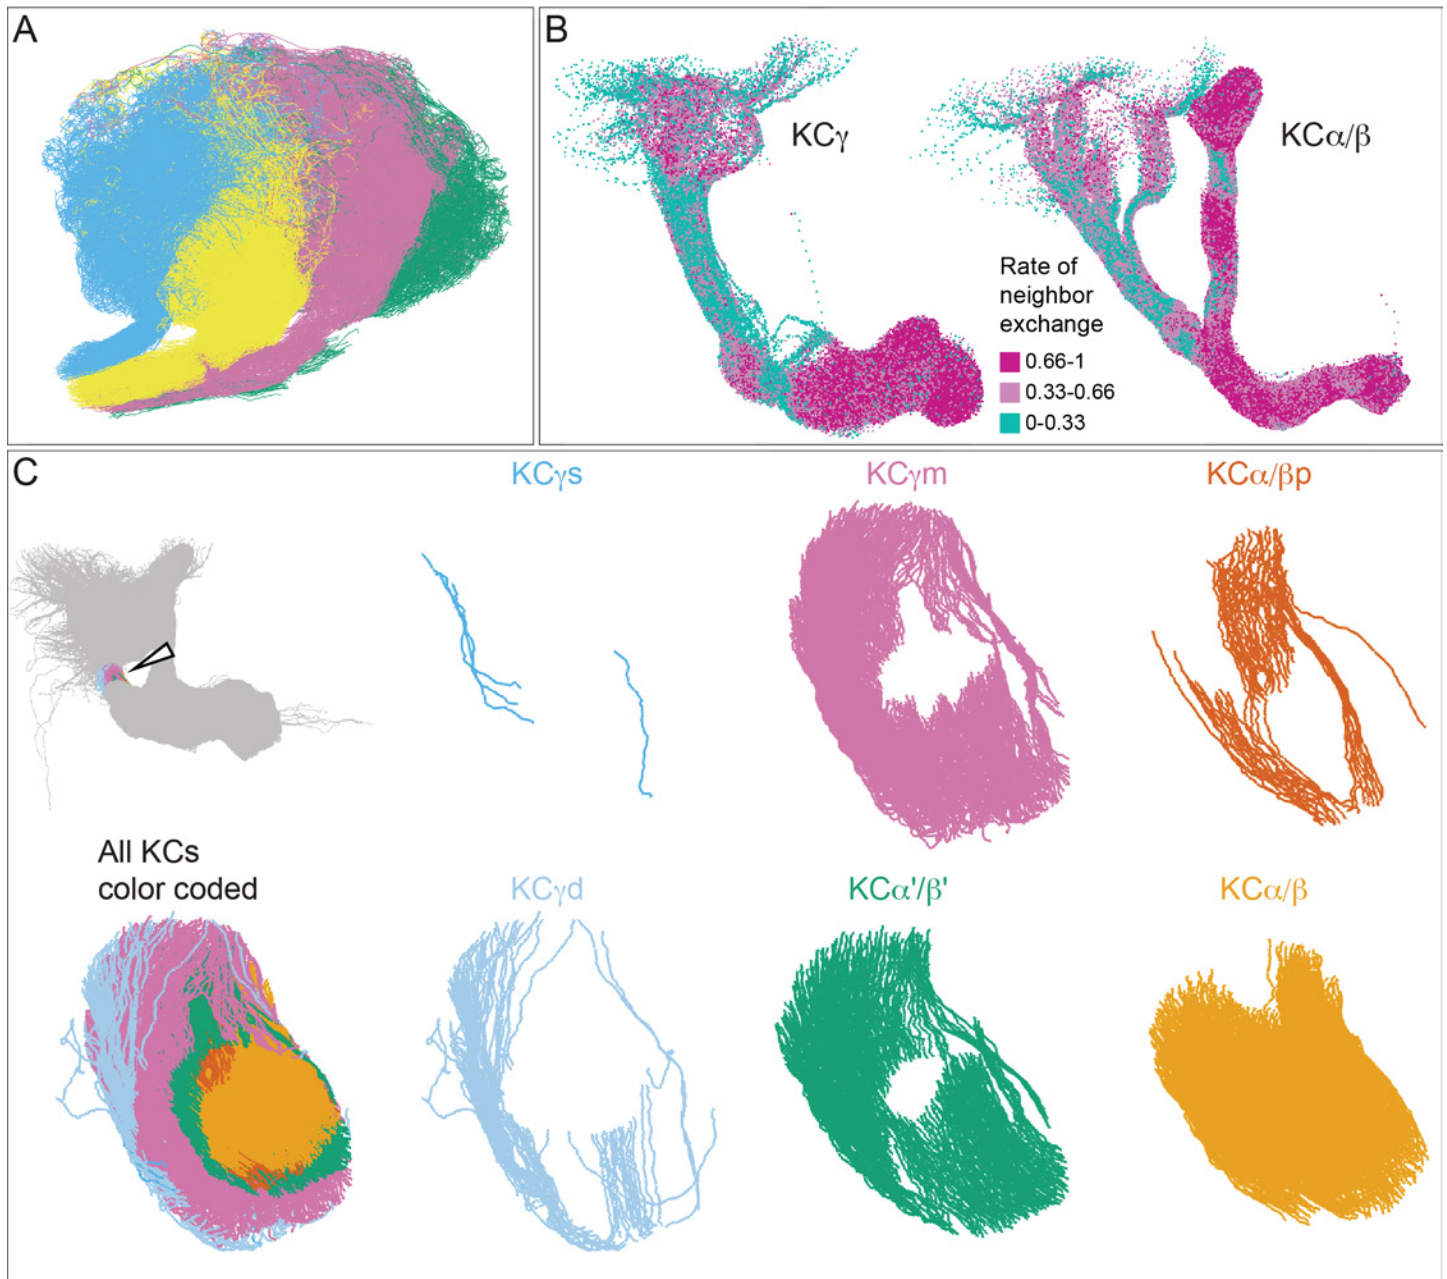 A
B
KCγ
KCα/β
Rate of
neighbor
exchange
0.66-1
0.33-0.66
0-0.33
C
KCγs
KCγm
KCα/βp
All KCs
color coded
KCγd
KCα'/β'
KCα/β